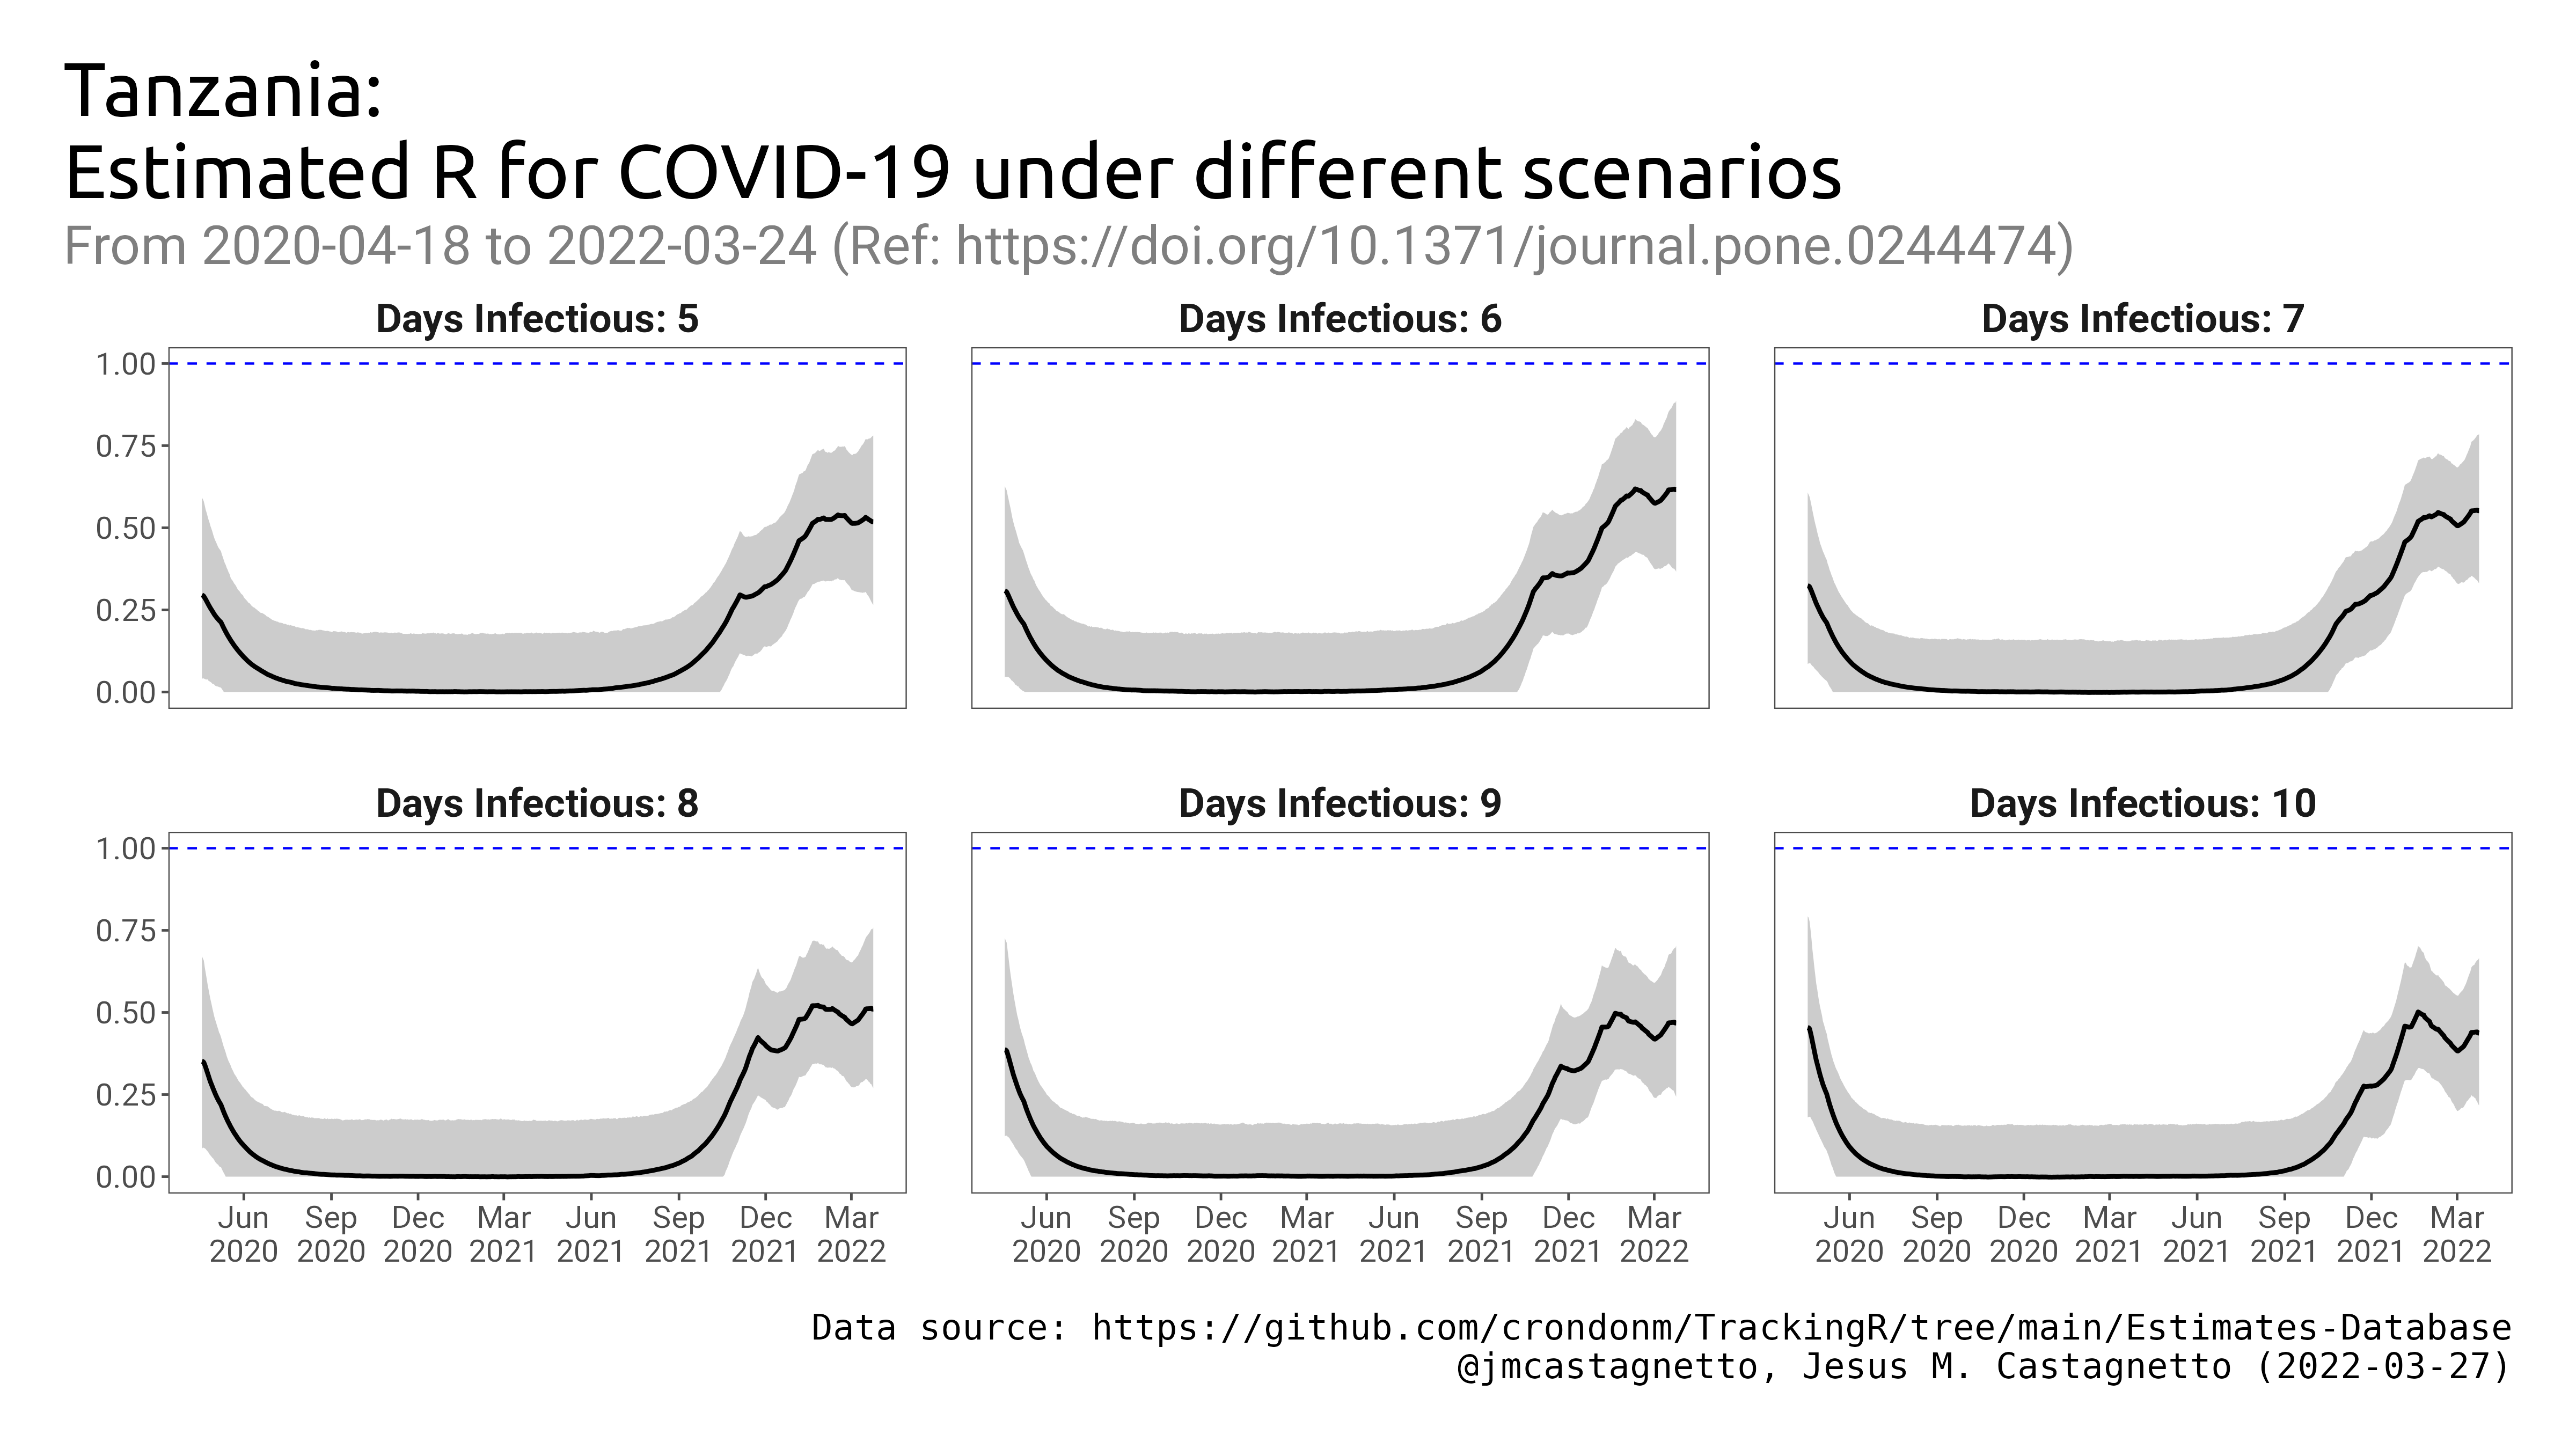 Tanzania:
Estimated R for COVID-19 under different scenarios
From 2020-04-18 to 2022-03-24 (Ref: https://doi.org/10.1371/journal.pone.0244474)
Days Infectious: 5
Days Infectious: 6
Days Infectious: 7
1.00
0.75
0.50
0.25
0.00
Days Infectious: 8
Days Infectious: 9
Days Infectious: 10
1.00
0.75
0.50
0.25
0.00
Jun Sep Dec Mar Jun Sep Dec Mar
2020 2020 2020 2021 2021 2021 2021 2022
Jun Sep Dec Mar Jun Sep Dec Mar
2020 2020 2020 2021 2021 2021 2021 2022
Jun Sep Dec Mar Jun Sep Dec Mar
2020 2020 2020 2021 2021 2021 2021 2022
Data source: https://github.com/crondonm/TrackingR/tree/main/Estimates-Database
@jmcastagnetto, Jesus M. Castagnetto (2022-03-27)